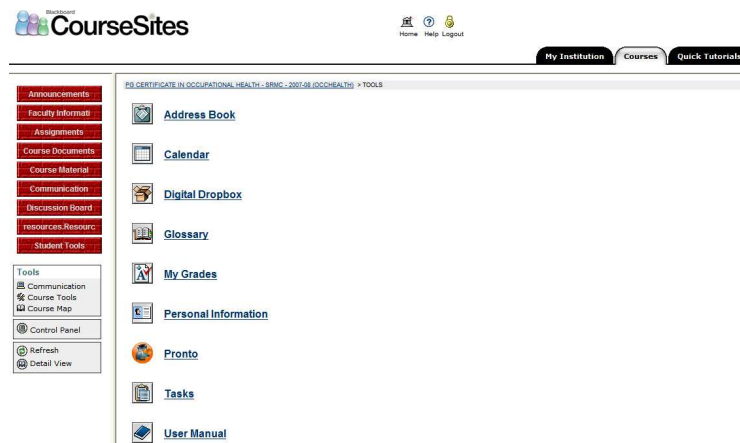 Blackboard
CourseSites
Home Help Logout
My Institution Courses Quick Tutorials
PG CERTIFICATE IN OCCUPATIONAL HEALTH - SRMC - 2007-08 (OCCHEALTH) > TOOLS
Announcements
Faculty Informati
Assignments
Course Documents
Course Material
Communication
Discussion Board
resources.Resourc
Student Tools
Tools
Communication
Course Tools
Course Map
Control Panel
Refresh
Detail View
Address Book
Calendar
Digital Dropbox
Glossary
My Grades
Personal Information
Pronto
Tasks
User Manual